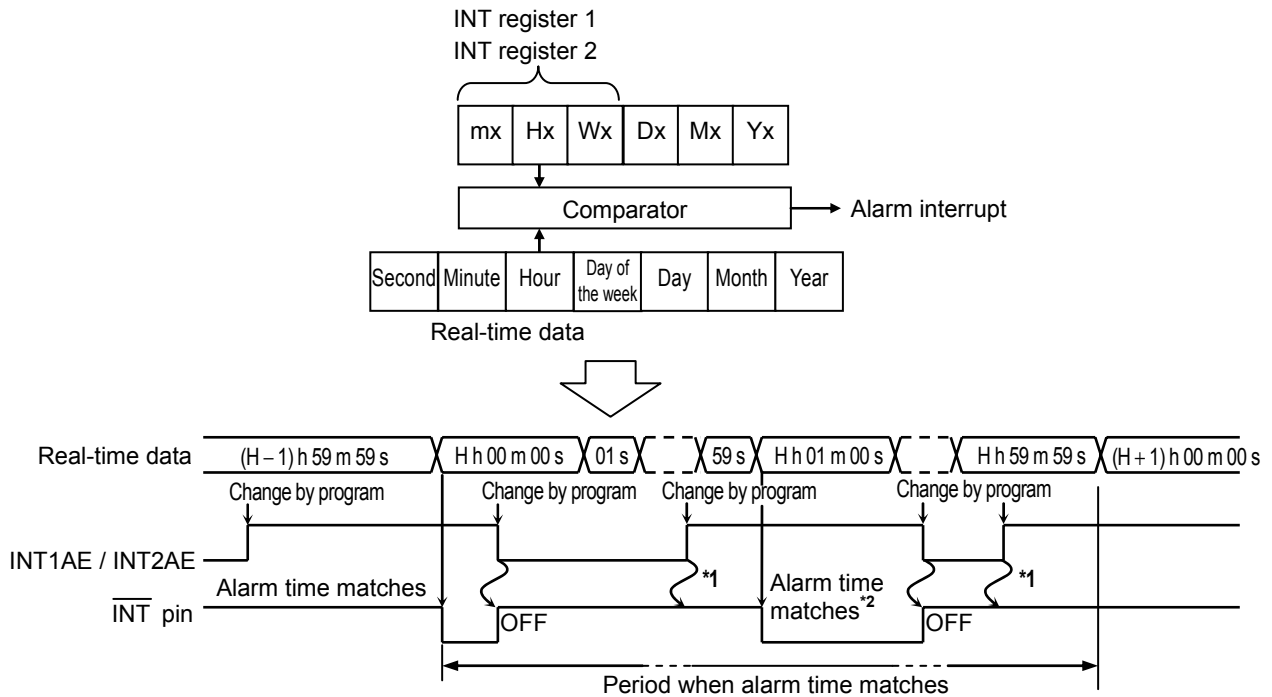 INT register 1
INT register 2
mx Hx Wx Dx Mx Yx
Comparator
Alarm interrupt
Second Minute Hour Day of the week Day Month Year
Real-time data
Real-time data
(H − 1) h 59 m 59 s
H h 00 m 00 s
01 s
59 s
H h 01 m 00 s
H h 59 m 59 s
(H + 1) h 00 m 00 s
Change by program
Change by program
Change by program
Change by program
INT1AE / INT2AE
Alarm time matches
*1
Alarm time
matches*2
*1
INT pin
OFF
OFF
Period when alarm time matches